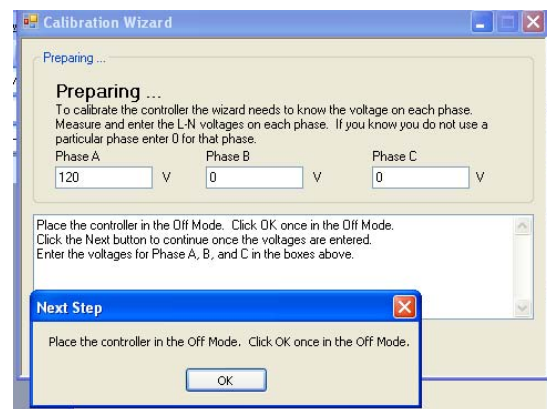 Calibration Wizard
Preparing ...
Preparing ...
To calibrate the controller the wizard needs to know the voltage on each phase.
Measure and enter the L-N voltages on each phase. If you know you do not use a
particular phase enter 0 for that phase.
Phase A Phase B Phase C
120 V 0 V 0 V
Place the controller in the Off Mode. Click OK once in the Off Mode.
Click the Next button to continue once the voltages are entered.
Enter the voltages for Phase A, B, and C in the boxes above.
Next Step
Place the controller in the Off Mode. Click OK once in the Off Mode.
OK